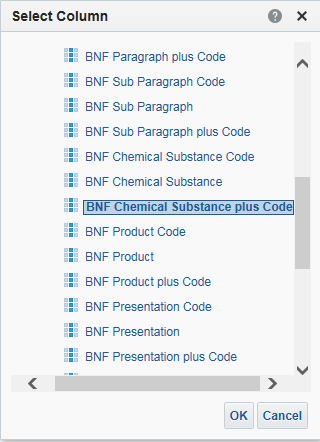 Select Column
BNF Paragraph plus Code
BNF Sub Paragraph Code
BNF Sub Paragraph
BNF Sub Paragraph plus Code
BNF Chemical Substance Code
BNF Chemical Substance
BNF Chemical Substance plus Code
BNF Product Code
BNF Product
BNF Product plus Code
BNF Presentation Code
BNF Presentation
BNF Presentation plus Code
OK Cancel